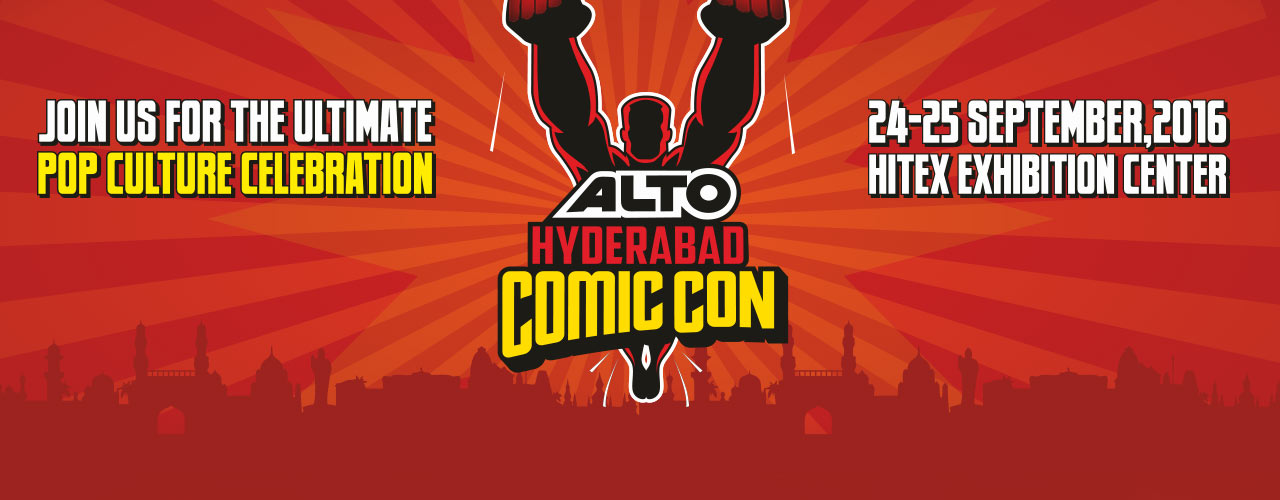 JOIN US FOR THE ULTIMATE
POP CULTURE CELEBRATION
ALTO
HYDERABAD
COMIC CON
24-25 SEPTEMBER,2016
HITEX EXHIBITION CENTER